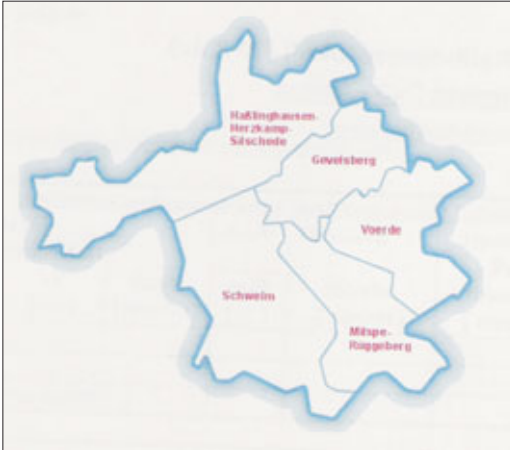 Haßlinghausen-
Herzkamp-
Silschede
Gevelsberg
Voerde
Schwelm
Milspe-
Rüggeberg